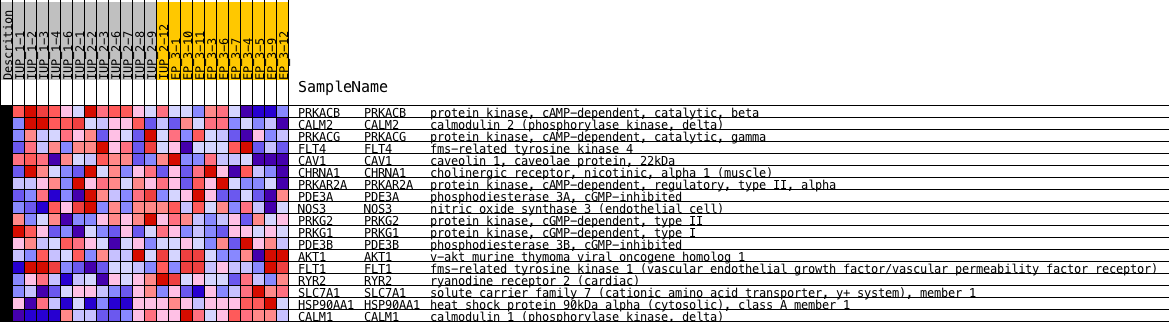 Descrition
IUP_1-1
IUP_1-2
IUP_1-3
IUP_1-4
IUP_1-6
IUP_2-1
IUP_2-2
IUP_2-3
IUP_2-6
IUP_2-7
IUP_2-8
IUP_2-9
IUP_2-12
EP_3-1
EP_3-10
EP_3-11
EP_3-3
EP_3-6
EP_3-7
EP_3-4
EP_3-5
EP_3-9
EP_3-12
SampleName
PRKACB PRKACB protein kinase, cAMP-dependent, catalytic, beta
CALM2 CALM2 calmodulin 2 (phosphorylase kinase, delta)
PRKACG PRKACG protein kinase, cAMP-dependent, catalytic, gamma
FLT4 FLT4 fms-related tyrosine kinase 4
CAV1 CAV1 caveolin 1, caveolae protein, 22kDa
CHRNA1 CHRNA1 cholinergic receptor, nicotinic, alpha 1 (muscle)
PRKAR2A PRKAR2A protein kinase, cAMP-dependent, regulatory, type II, alpha
PDE3A PDE3A phosphodiesterase 3A, cGMP-inhibited
NOS3 NOS3 nitric oxide synthase 3 (endothelial cell)
PRKG2 PRKG2 protein kinase, cGMP-dependent, type II
PRKG1 PRKG1 protein kinase, cGMP-dependent, type I
PDE3B PDE3B phosphodiesterase 3B, cGMP-inhibited
AKT1 AKT1 v-akt murine thymoma viral oncogene homolog 1
FLT1 FLT1 fms-related tyrosine kinase 1 (vascular endothelial growth factor/vascular permeability factor receptor)
RYR2 RYR2 ryanodine receptor 2 (cardiac)
SLC7A1 SLC7A1 solute carrier family 7 (cationic amino acid transporter, y+ system), member 1
HSP90AA1 HSP90AA1 heat shock protein 90kDa alpha (cytosolic), class A member 1
CALM1 CALM1 calmodulin 1 (phosphorylase kinase, delta)